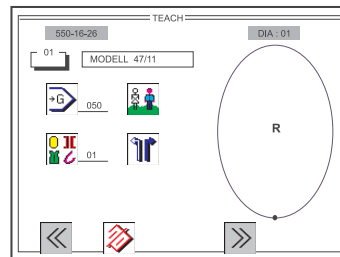 TEACH
550-16-26
DIA : 01
01
MODELL 47/11
G
050
R
01